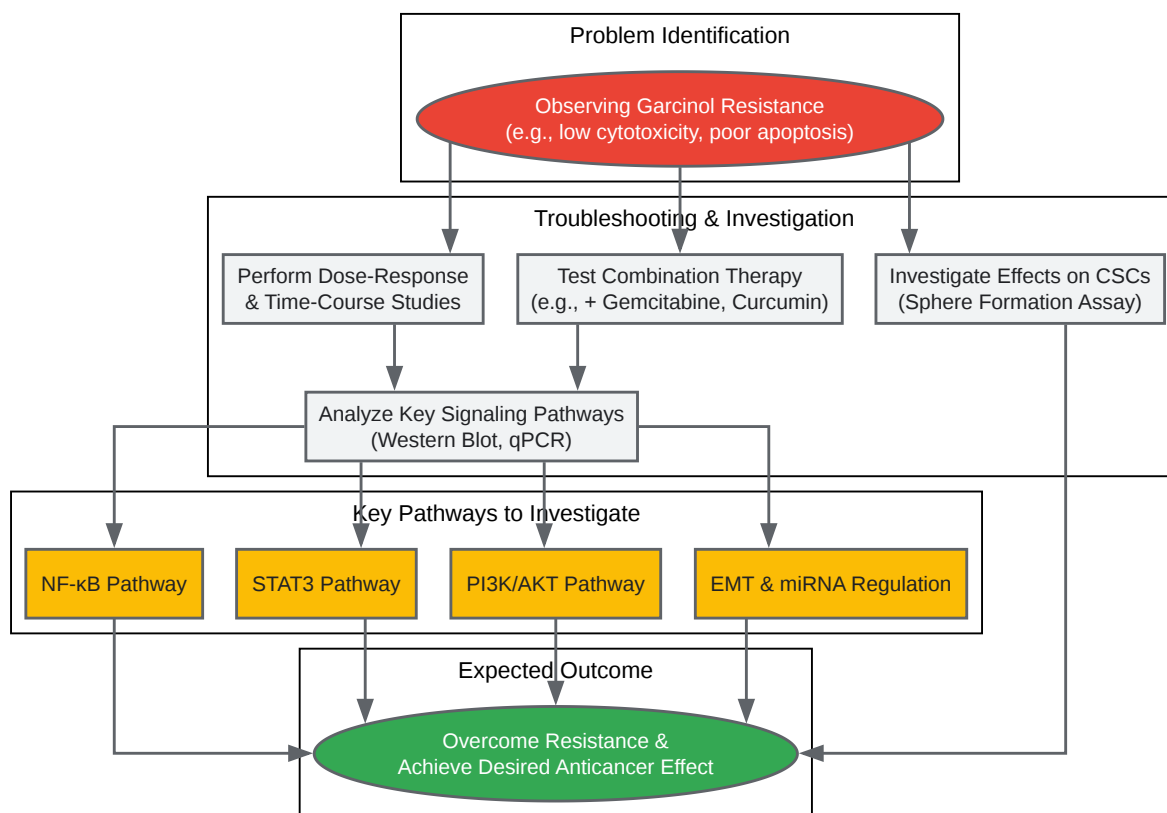 Problem Identification
Observing Garcinol Resistance
(e.g., low cytotoxicity, poor apoptosis)
Troubleshooting & Investigation
Perform Dose-Response
& Time-Course Studies
Test Combination Therapy
(e.g., + Gemcitabine, Curcumin)
Investigate Effects on CSCs
(Sphere Formation Assay)
Analyze Key Signaling Pathways
(Western Blot, qPCR)
Key Pathways to Investigate
NF-κB Pathway
STAT3 Pathway
PI3K/AKT Pathway
EMT & miRNA Regulation
Expected Outcome
Overcome Resistance &
Achieve Desired Anticancer Effect